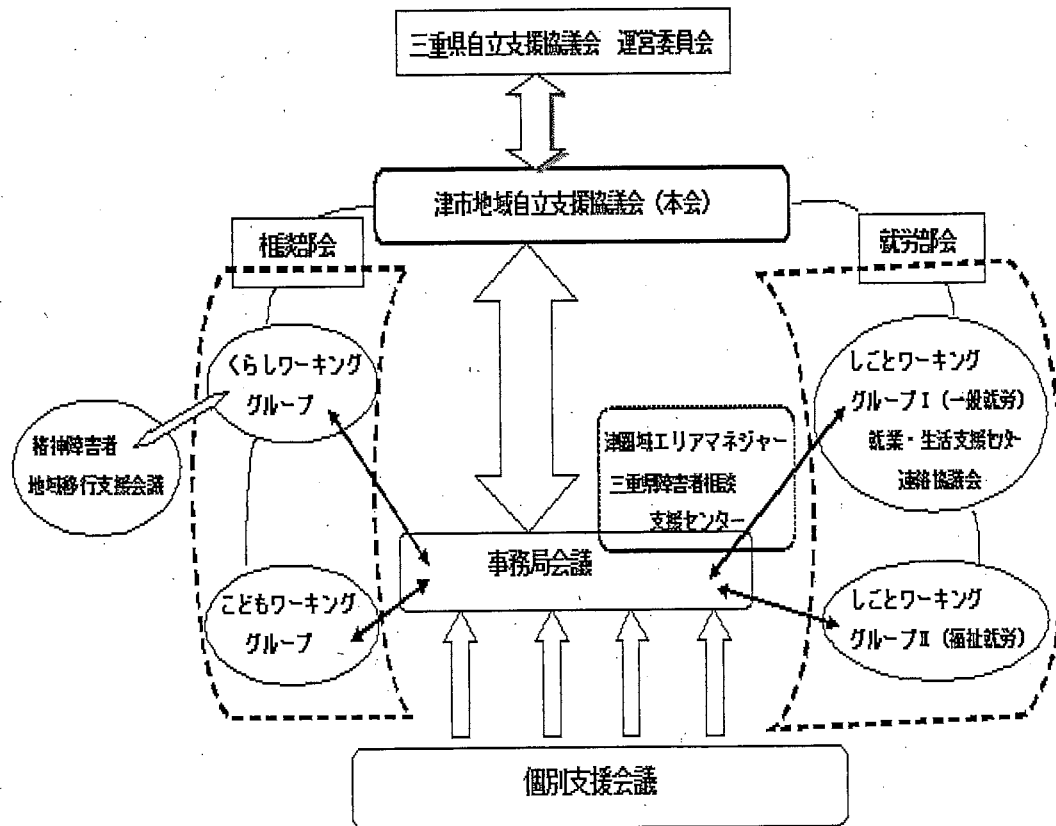 三重県自立支援協議会　運営委員会
津市地域自立支援協議会（本会）
相談部会
就労部会
くらしワーキング
グループ
精神障害者
地域移行支援会議
しごとワーキング
グループⅠ（一般就労）
就業・生活支援センター
連絡協議会
津圏域エリアマネジャー
三重県障害者相談
支援センター
事務局会議
こどもワーキング
グループ
しごとワーキング
グループⅡ（福祉就労）
個別支援会議